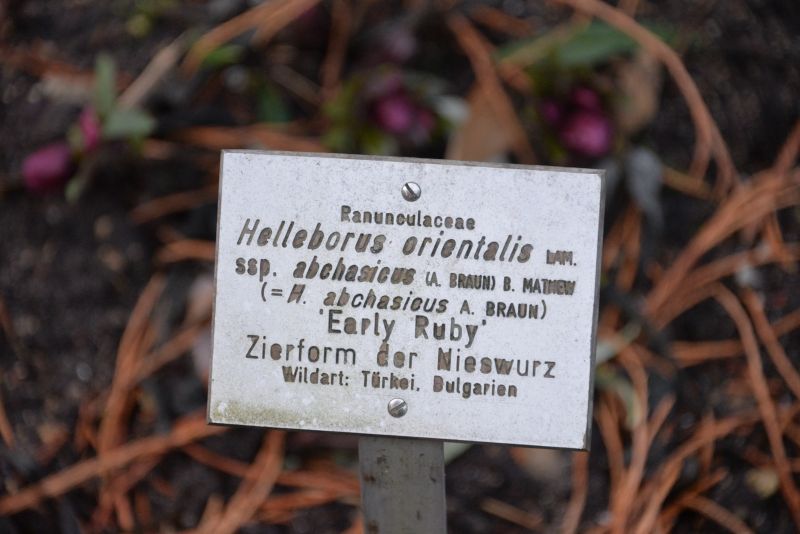 Ranunculaceae
Helleborus orientalis LAM.
ssp. abchasicus (A. BRAUN) B. MATHEW
(= H. abchasicus A. BRAUN)
'Early Ruby'
Zierform der Nieswurz
Wildart: Türkei, Bulgarien